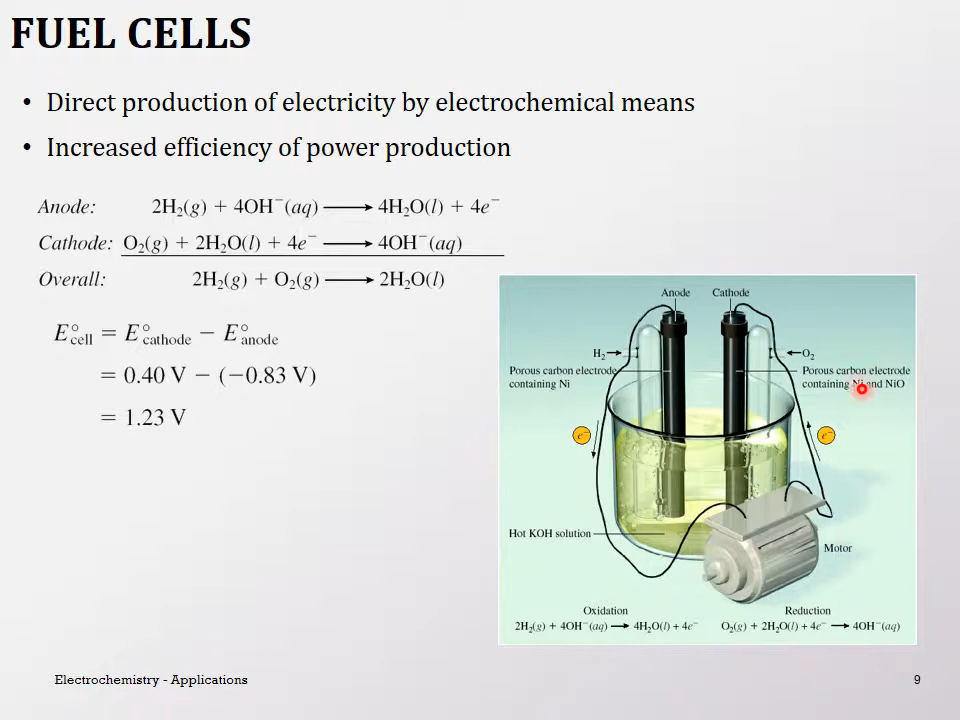 FUEL CELLS
• Direct production of electricity by electrochemical means
• Increased efficiency of power production
Anode: 2H₂(g) + 4OH⁻(aq) ⟶ 4H₂O(l) + 4e⁻
Cathode: O₂(g) + 2H₂O(l) + 4e⁻ ⟶ 4OH⁻(aq)
Overall: 2H₂(g) + O₂(g) ⟶ 2H₂O(l)
E°cell = E°cathode − E°anode
= 0.40 V − (−0.83 V)
= 1.23 V
Anode Cathode
H₂ O₂
Porous carbon electrode
containing Ni
Porous carbon electrode
containing Ni and NiO
e⁻ e⁻
Hot KOH solution
Motor
Oxidation
2H₂(g) + 4OH⁻(aq) ⟶ 4H₂O(l) + 4e⁻
Reduction
O₂(g) + 2H₂O(l) + 4e⁻ ⟶ 4OH⁻(aq)
Electrochemistry - Applications 9